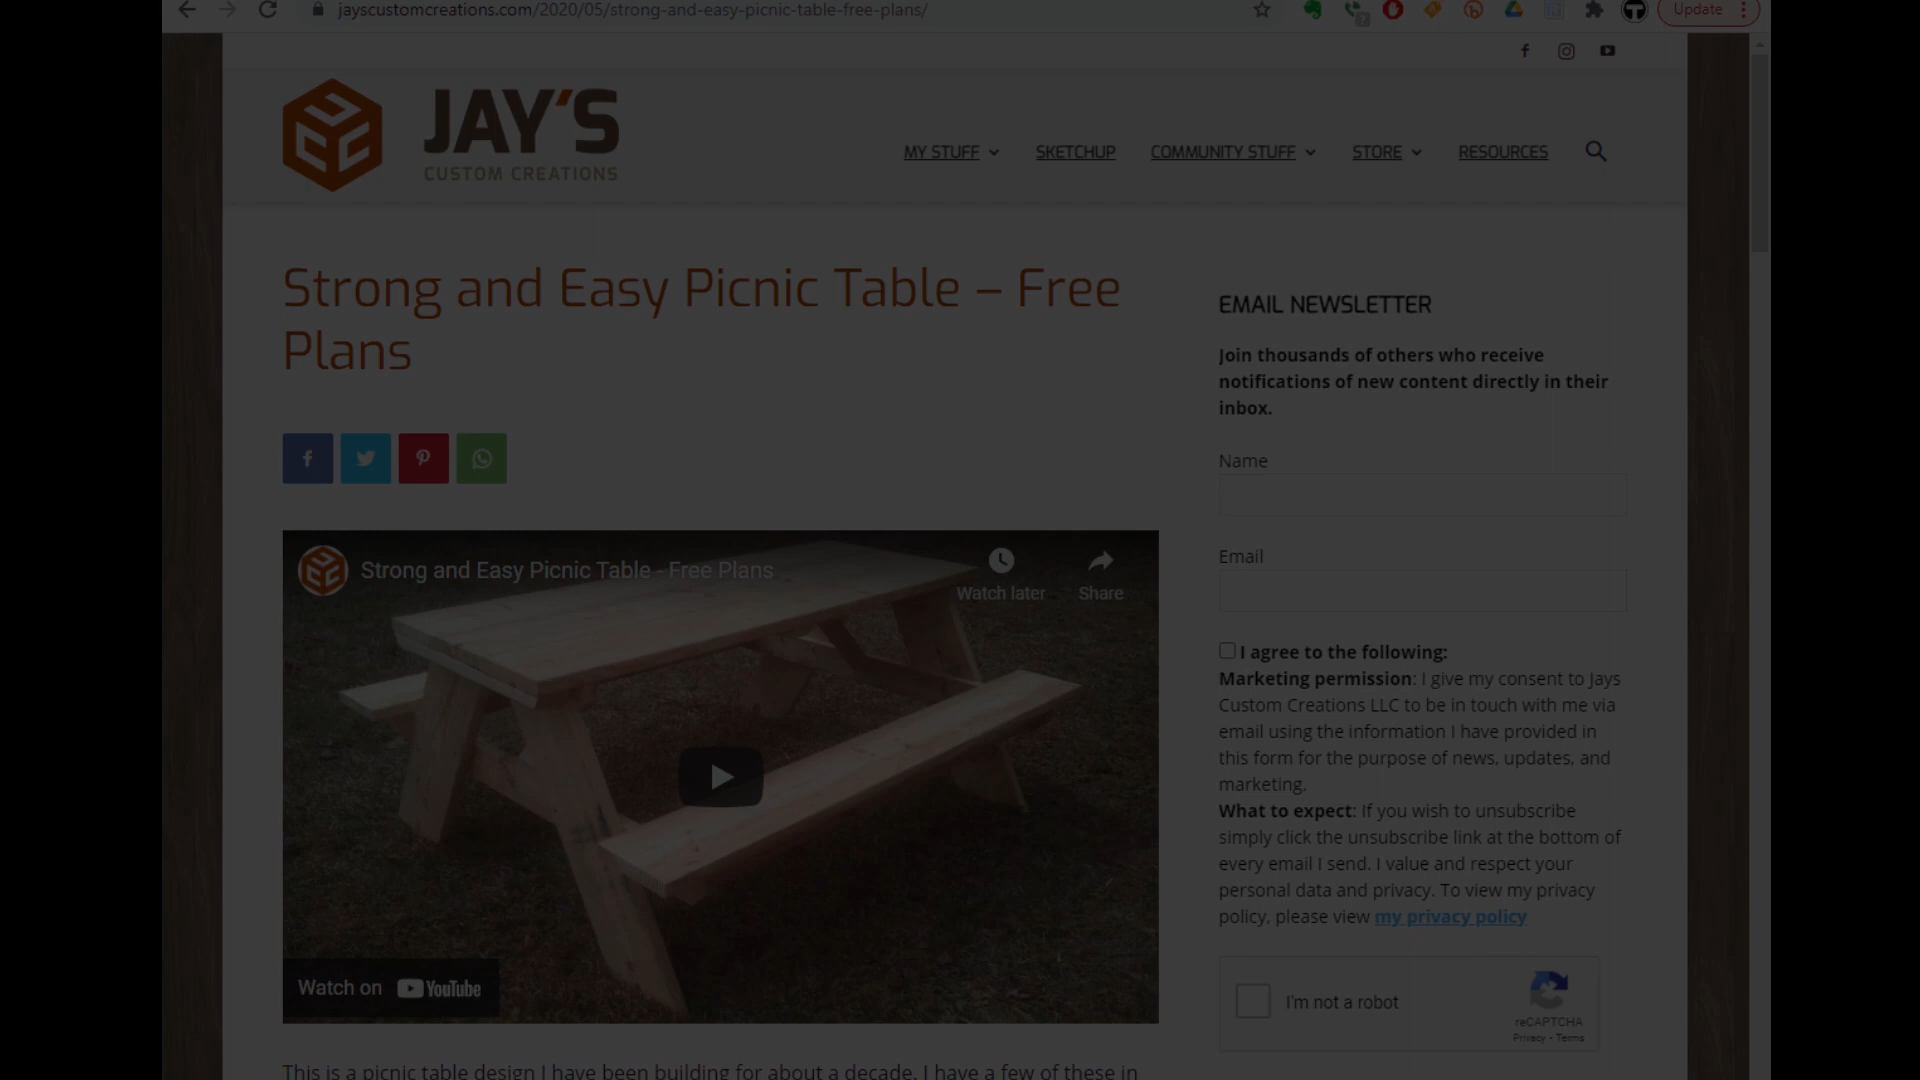 jayscustomcreations.com/2020/05/strong-and-easy-picnic-table-free-plans/
Update
JAY'S
CUSTOM CREATIONS
MY STUFF
SKETCHUP
COMMUNITY STUFF
STORE
RESOURCES
Strong and Easy Picnic Table – Free
Plans
Strong and Easy Picnic Table - Free Plans
Watch later
Share
Watch on YouTube
This is a picnic table design I have been building for about a decade. I have a few of these in
EMAIL NEWSLETTER
Join thousands of others who receive
notifications of new content directly in their
inbox.
Name
Email
I agree to the following:
Marketing permission: I give my consent to Jays
Custom Creations LLC to be in touch with me via
email using the information I have provided in
this form for the purpose of news, updates, and
marketing.
What to expect: If you wish to unsubscribe
simply click the unsubscribe link at the bottom of
every email I send. I value and respect your
personal data and privacy. To view my privacy
policy, please view my privacy policy
I'm not a robot
reCAPTCHA
Privacy - Terms